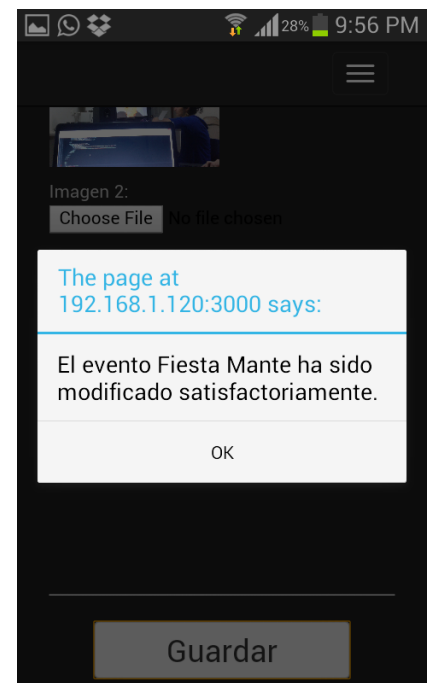 28% 9:56 PM
Imagen 2:
Choose File No file chosen
The page at
192.168.1.120:3000 says:
El evento Fiesta Mante ha sido
modificado satisfactoriamente.
OK
Guardar